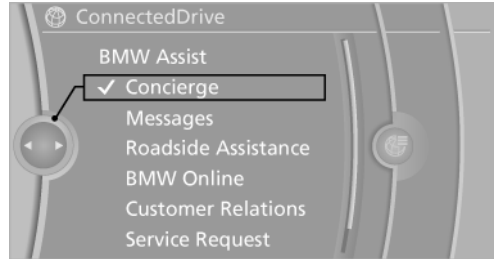 ConnectedDrive
BMW Assist
Concierge
Messages
Roadside Assistance
BMW Online
Customer Relations
Service Request